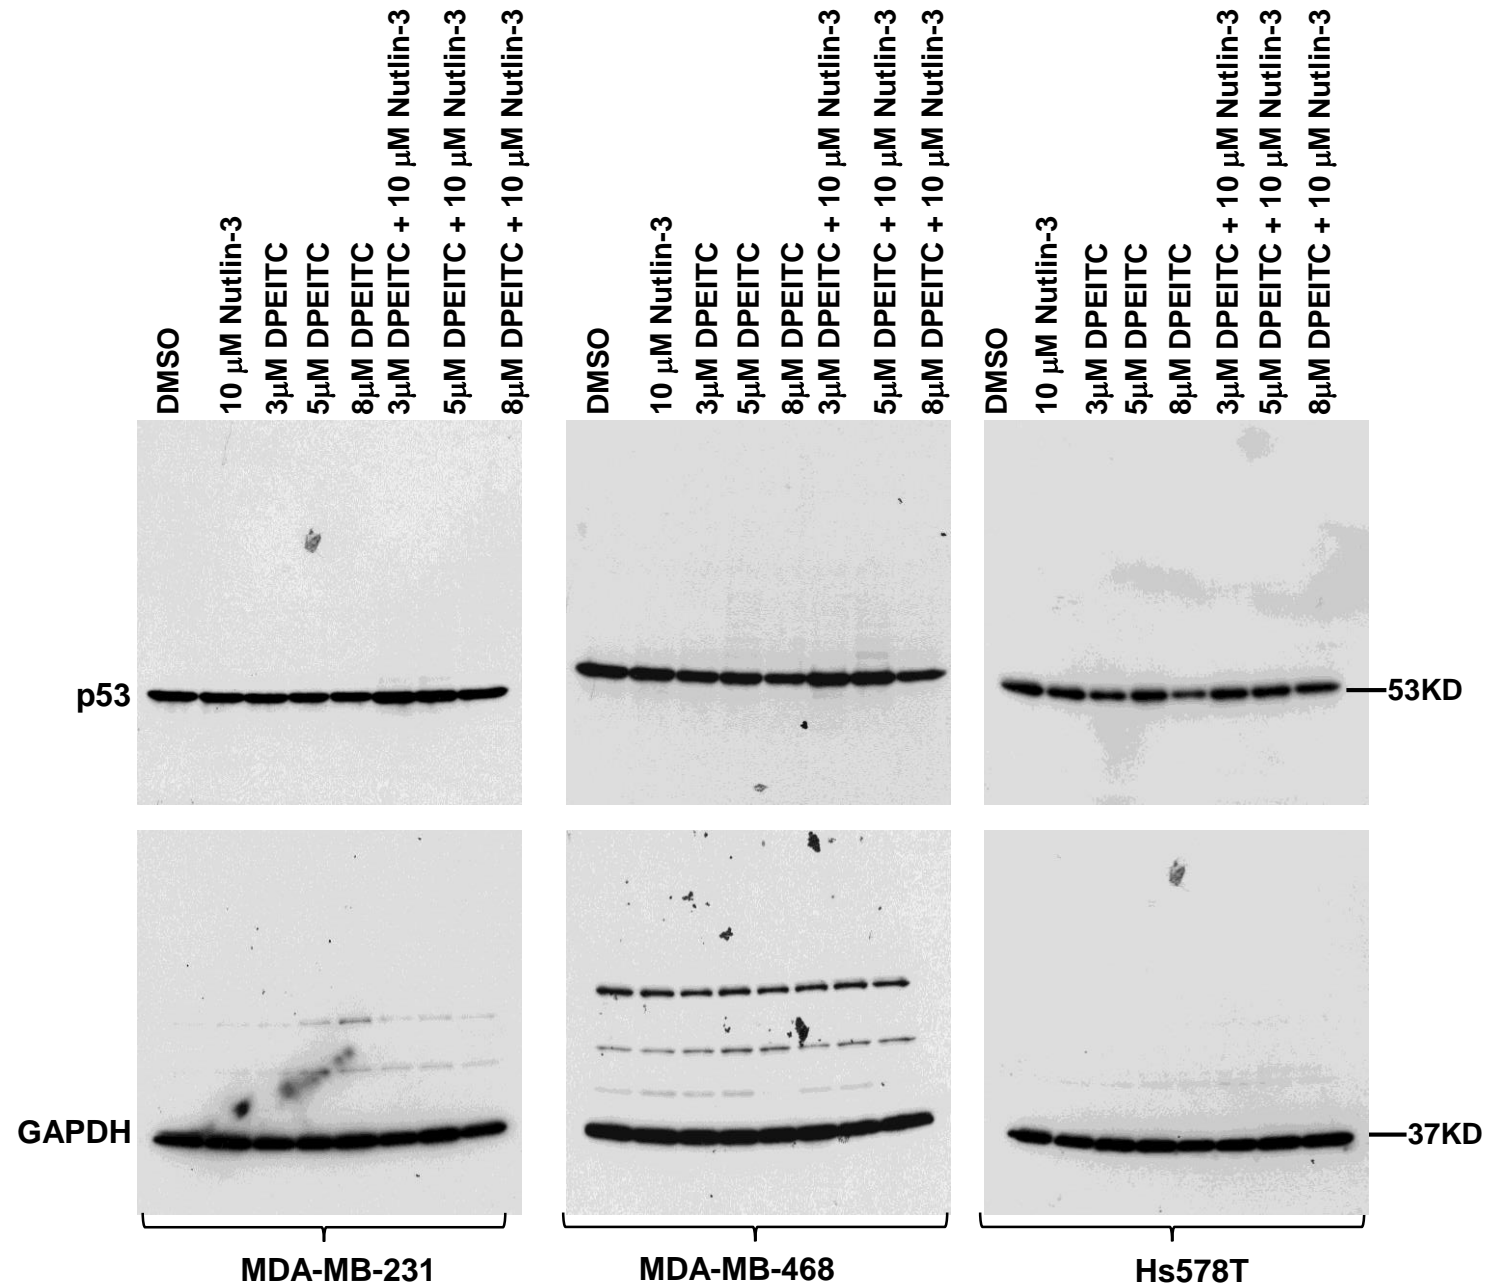 DMSO
10 μM Nutlin-3
3μM DPEITC
5μM DPEITC
8μM DPEITC
3μM DPEITC + 10 μM Nutlin-3
5μM DPEITC + 10 μM Nutlin-3
8μM DPEITC + 10 μM Nutlin-3
DMSO
10 μM Nutlin-3
3μM DPEITC
5μM DPEITC
8μM DPEITC
3μM DPEITC + 10 μM Nutlin-3
5μM DPEITC + 10 μM Nutlin-3
8μM DPEITC + 10 μM Nutlin-3
DMSO
10 μM Nutlin-3
3μM DPEITC
5μM DPEITC
8μM DPEITC
3μM DPEITC + 10 μM Nutlin-3
5μM DPEITC + 10 μM Nutlin-3
8μM DPEITC + 10 μM Nutlin-3
p53
53KD
GAPDH
37KD
MDA-MB-231
MDA-MB-468
Hs578T